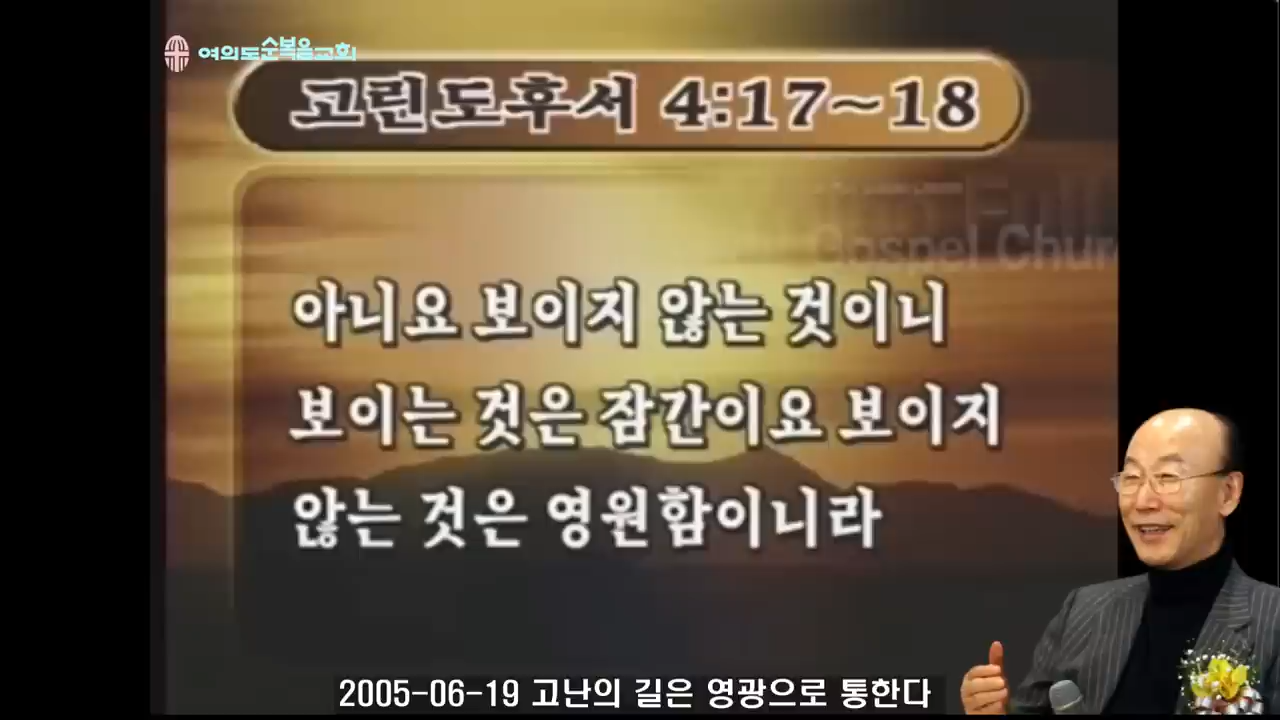 여의도순복음교회
고린도후서 4:17~18
Full
Gospel Chur
아니요 보이지 않는 것이니
보이는 것은 잠간이요 보이지
않는 것은 영원함이니라
2005-06-19 고난의 길은 영광으로 통한다